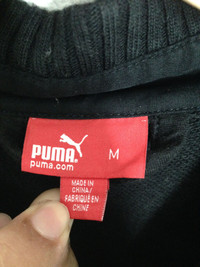 PUMA M
puma.com
MADE IN
CHINA/
FABRIQUÉ EN
CHINE